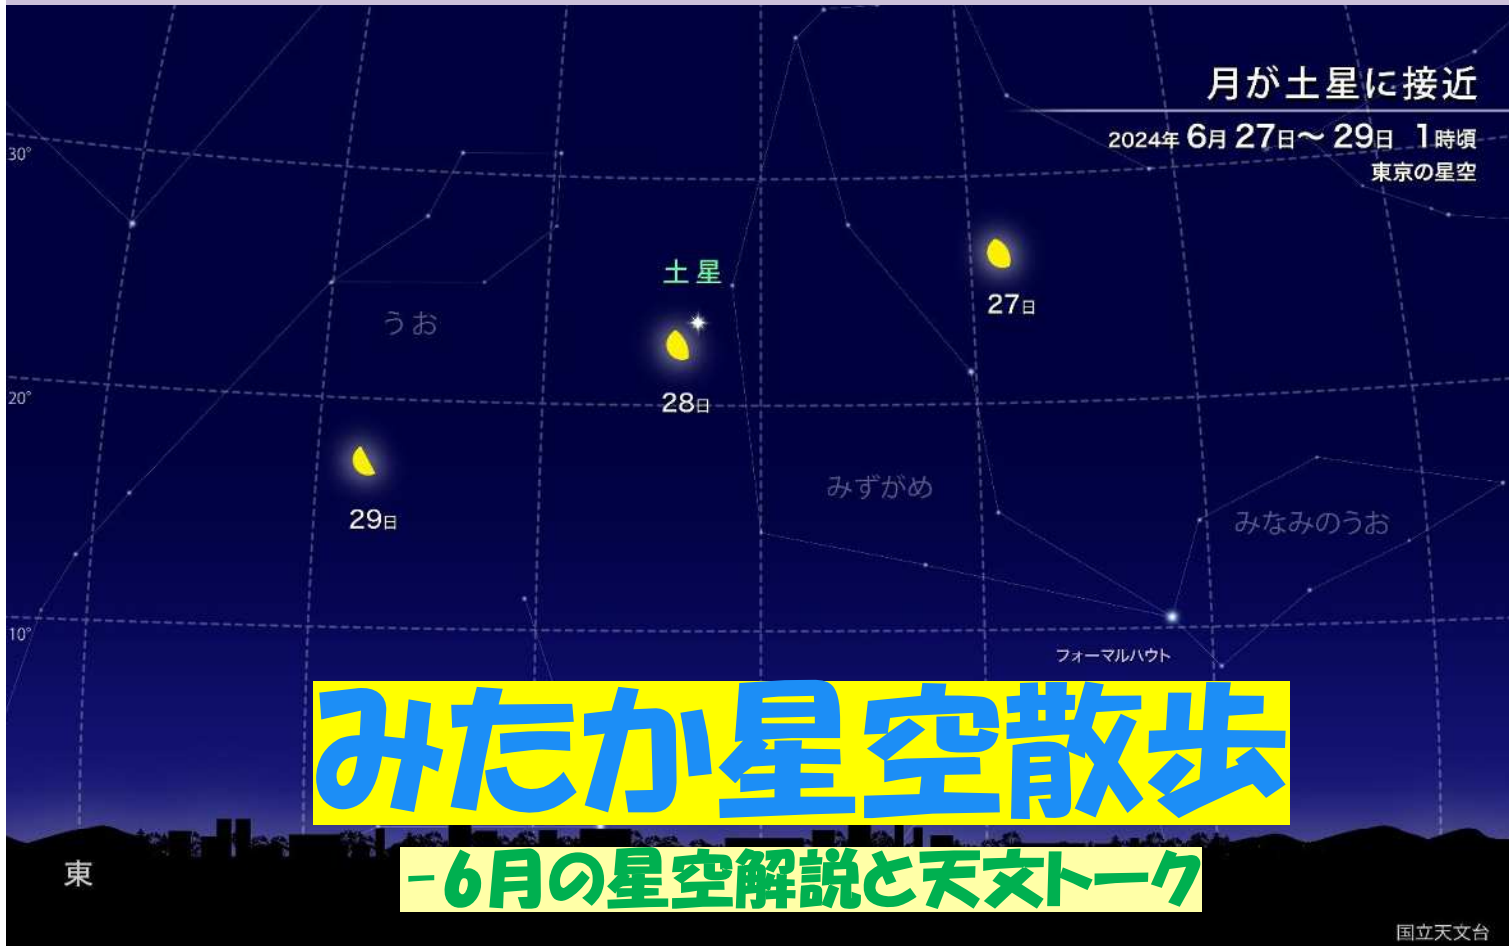 月が土星に接近
2024年 6月 27日〜 29日 1時頃
東京の星空
30°
土星
27日
うお
28日
20°
みずがめ
29日
みなみのうお
10°
フォーマルハウト
みたか星空散歩
-6月の星空解説と天文トーク
東
国立天文台